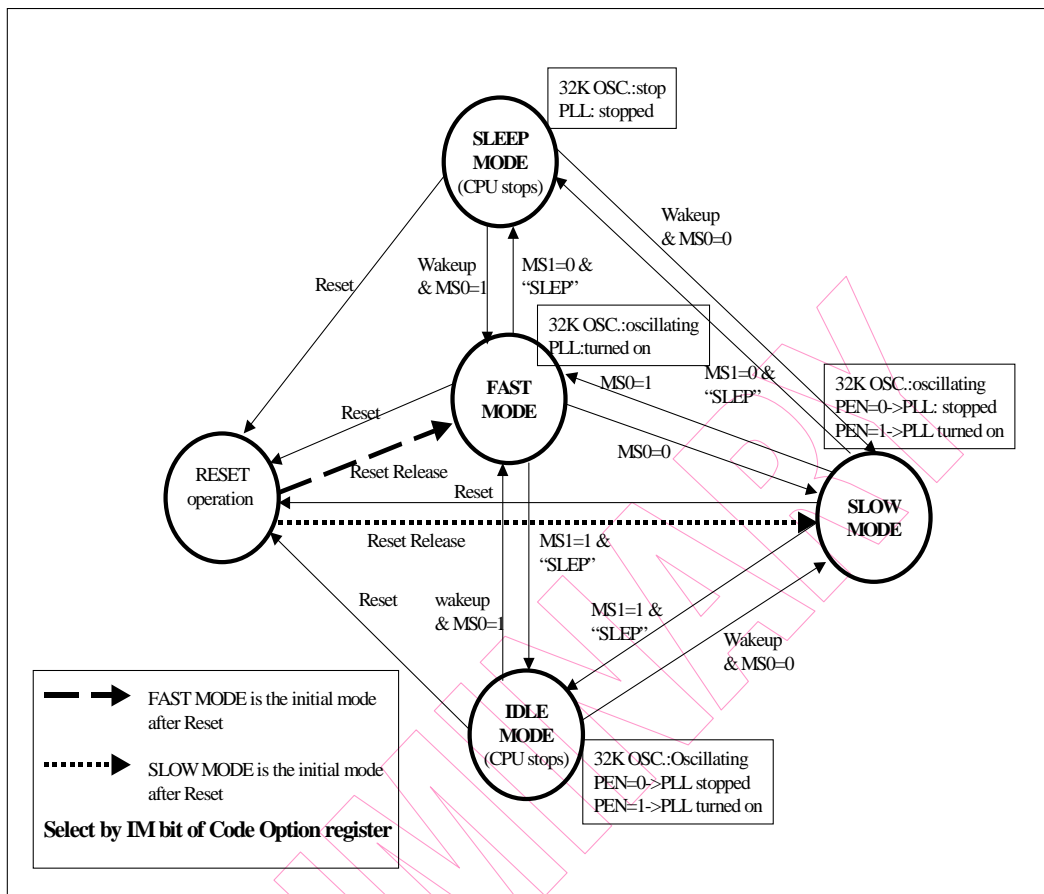 32K OSC.:stop
PLL: stopped
SLEEP
MODE
(CPU stops)
Wakeup
& MS0=0
Reset
Wakeup
& MS0=1
MS1=0 &
“SLEP”
32K OSC.:oscillating
PLL:turned on
MS0=1
MS1=0 &
“SLEP”
32K OSC.:oscillating
PEN=0->PLL: stopped
PEN=1->PLL turned on
FAST
MODE
Reset
MS0=0
RESET
operation
Reset Release
Reset
SLOW
MODE
Reset Release
MS1=1 &
“SLEP”
Reset
wakeup
& MS0=1
MS1=1 &
“SLEP”
Wakeup
& MS0=0
IDLE
MODE
(CPU stops)
32K OSC.:Oscillating
PEN=0->PLL stopped
PEN=1->PLL turned on
FAST MODE is the initial mode
after Reset
SLOW MODE is the initial mode
after Reset
Select by IM bit of Code Option register